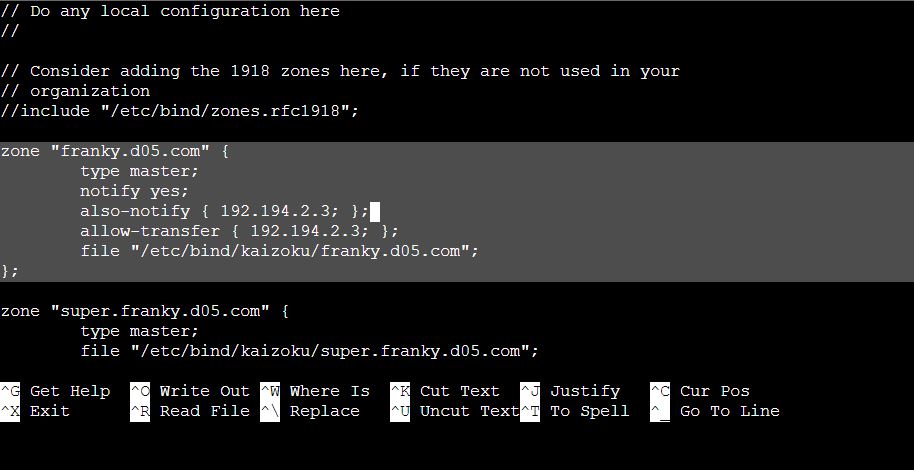 // Do any local configuration here
//
// Consider adding the 1918 zones here, if they are not used in your
// organization
//include "/etc/bind/zones.rfc1918";
zone "franky.d05.com" {
        type master;
        notify yes;
        also-notify { 192.194.2.3; };
        allow-transfer { 192.194.2.3; };
        file "/etc/bind/kaizoku/franky.d05.com";
};
zone "super.franky.d05.com" {
        type master;
        file "/etc/bind/kaizoku/super.franky.d05.com";
^G Get Help  ^O Write Out ^W Where Is  ^K Cut Text  ^J Justify   ^C Cur Pos
^X Exit      ^R Read File ^\ Replace   ^U Uncut Text^T To Spell  ^_ Go To Line